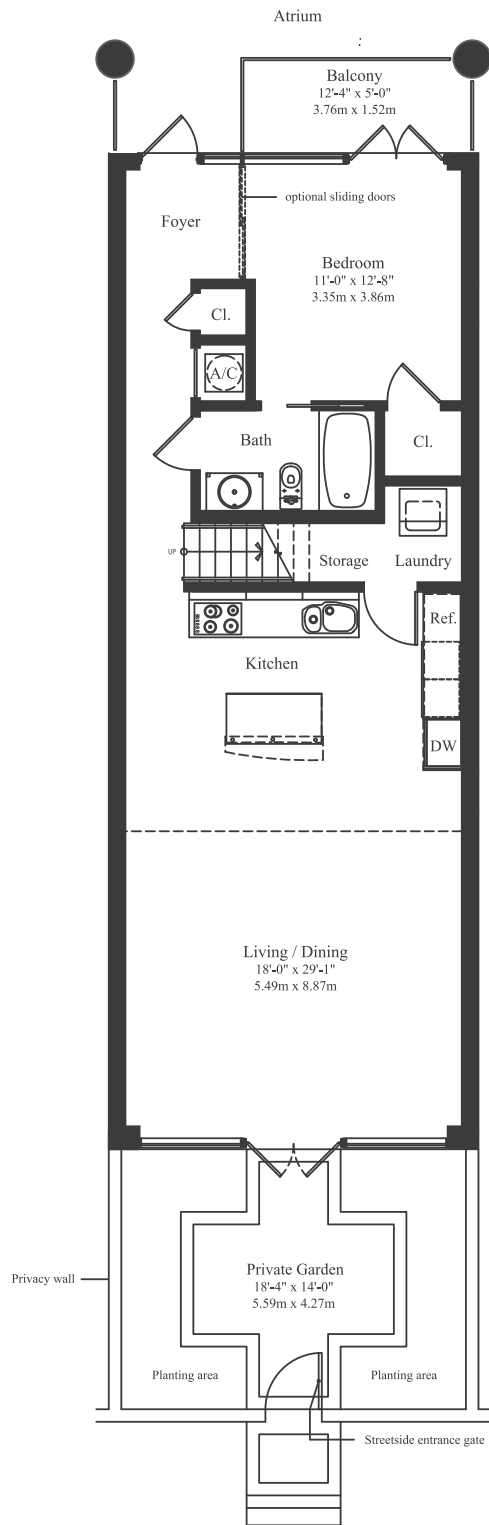 Atrium
:
Balcony
12'-4" x 5'-0"
3.76m x 1.52m
optional sliding doors
Foyer
Bedroom
11'-0" x 12'-8"
3.35m x 3.86m
Cl.
A/C
Bath
Cl.
UP
Storage
Laundry
Ref.
Kitchen
DW
Living / Dining
18'-0" x 29'-1"
5.49m x 8.87m
Private Garden
18'-4" x 14'-0"
5.59m x 4.27m
Privacy wall
Planting area
Planting area
Streetside entrance gate